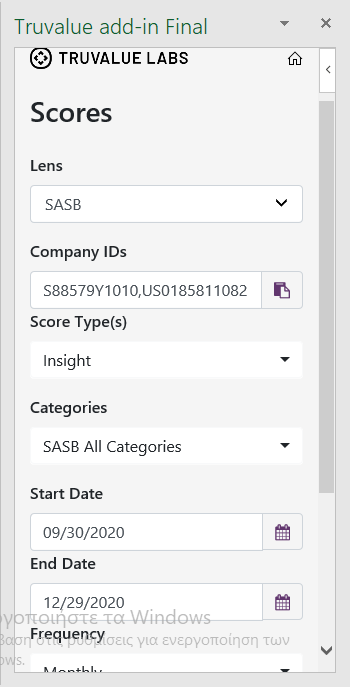 Truvalue add-in Final
TRUVALUE LABS
Scores
Lens
SASB
Company IDs
S88579Y1010,US0185811082
Score Type(s)
Insight
Categories
SASB All Categories
Start Date
09/30/2020
End Date
12/29/2020
ργοποιήστε τα Windows
Frequency
βαση στις ρυθμίσεις για ενεργοποίηση των
ows.
Monthly